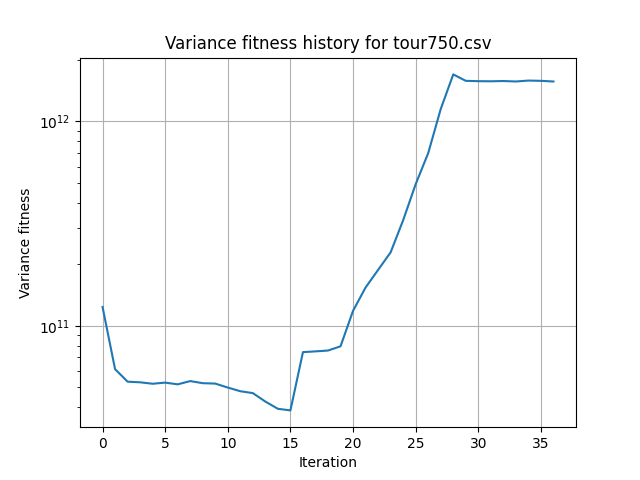 Variance fitness history for tour750.csv
10¹²
10¹¹
Variance fitness
0 5 10 15 20 25 30 35
Iteration